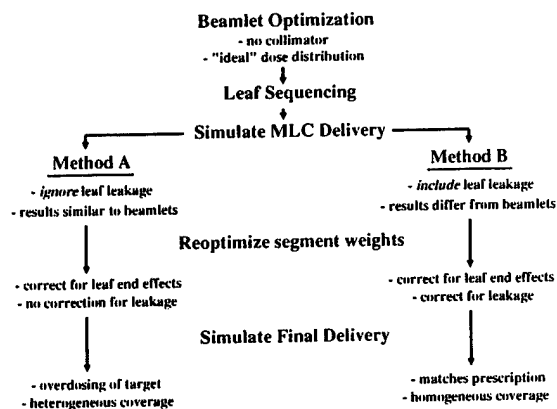 Beamlet Optimization
- no collimator
- "ideal" dose distribution
Leaf Sequencing
Simulate MLC Delivery
Method A
- ignore leaf leakage
- results similar to beamlets
Method B
- include leaf leakage
- results differ from beamlets
Reoptimize segment weights
- correct for leaf end effects
- no correction for leakage
- correct for leaf end effects
- correct for leakage
Simulate Final Delivery
- overdosing of target
- heterogeneous coverage
- matches prescription
- homogeneous coverage